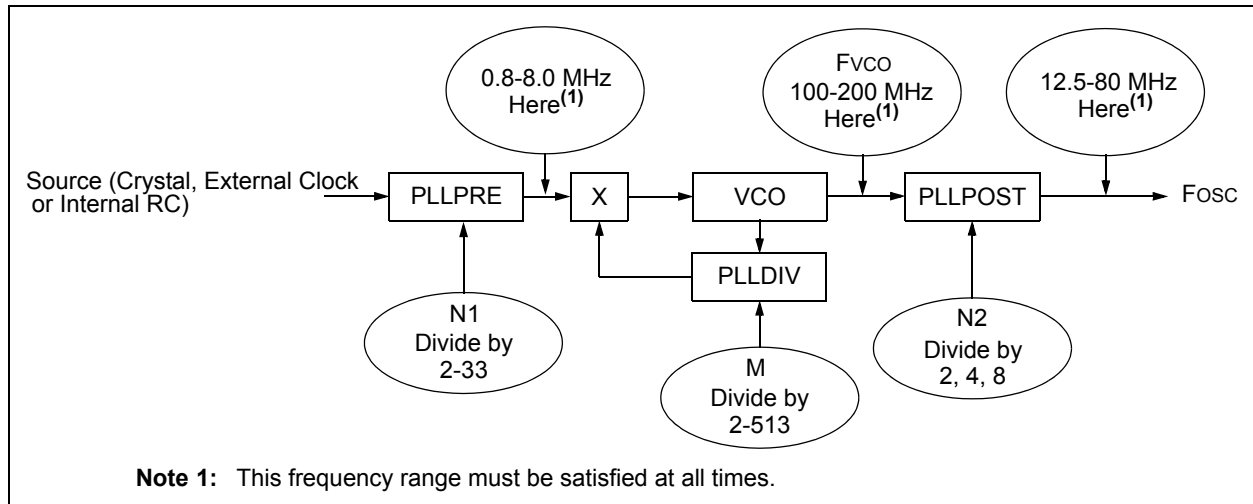 0.8-8.0 MHz
Here(1)
FVCO
100-200 MHz
Here(1)
12.5-80 MHz
Here(1)
Source (Crystal, External Clock
or Internal RC)
PLLPRE
X
VCO
PLLPOST
FOSC
PLLDIV
N1
Divide by
2-33
M
Divide by
2-513
N2
Divide by
2, 4, 8
Note 1: This frequency range must be satisfied at all times.